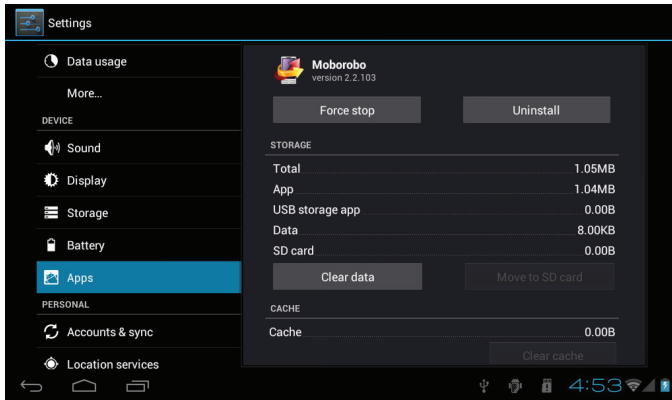 Settings
Data usage
More...
DEVICE
Sound
Display
Storage
Battery
Apps
PERSONAL
Accounts & sync
Location services
Moborobo
version 2.2.103
Force stop
Uninstall
STORAGE
Total 1.05MB
App 1.04MB
USB storage app 0.00B
Data 8.00KB
SD card 0.00B
Clear data
Move to SD card
CACHE
Cache 0.00B
Clear cache
4:53